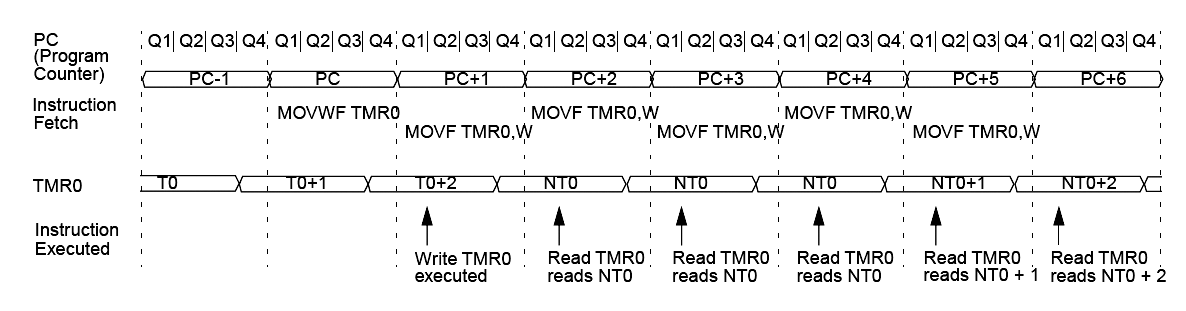 PC Q1 Q2 Q3 Q4 Q1 Q2 Q3 Q4 Q1 Q2 Q3 Q4 Q1 Q2 Q3 Q4 Q1 Q2 Q3 Q4 Q1 Q2 Q3 Q4 Q1 Q2 Q3 Q4 Q1 Q2 Q3 Q4
(Program
Counter) PC-1 PC PC+1 PC+2 PC+3 PC+4 PC+5 PC+6
Instruction
Fetch
MOVWF TMR0 MOVF TMR0,W MOVF TMR0,W
MOVF TMR0,W MOVF TMR0,W MOVF TMR0,W
TMR0 T0 T0+1 T0+2 NT0 NT0 NT0 NT0+1 NT0+2
Instruction
Executed
Write TMR0
executed
Read TMR0
reads NT0
Read TMR0
reads NT0
Read TMR0
reads NT0
Read TMR0
reads NT0 + 1
Read TMR0
reads NT0 + 2